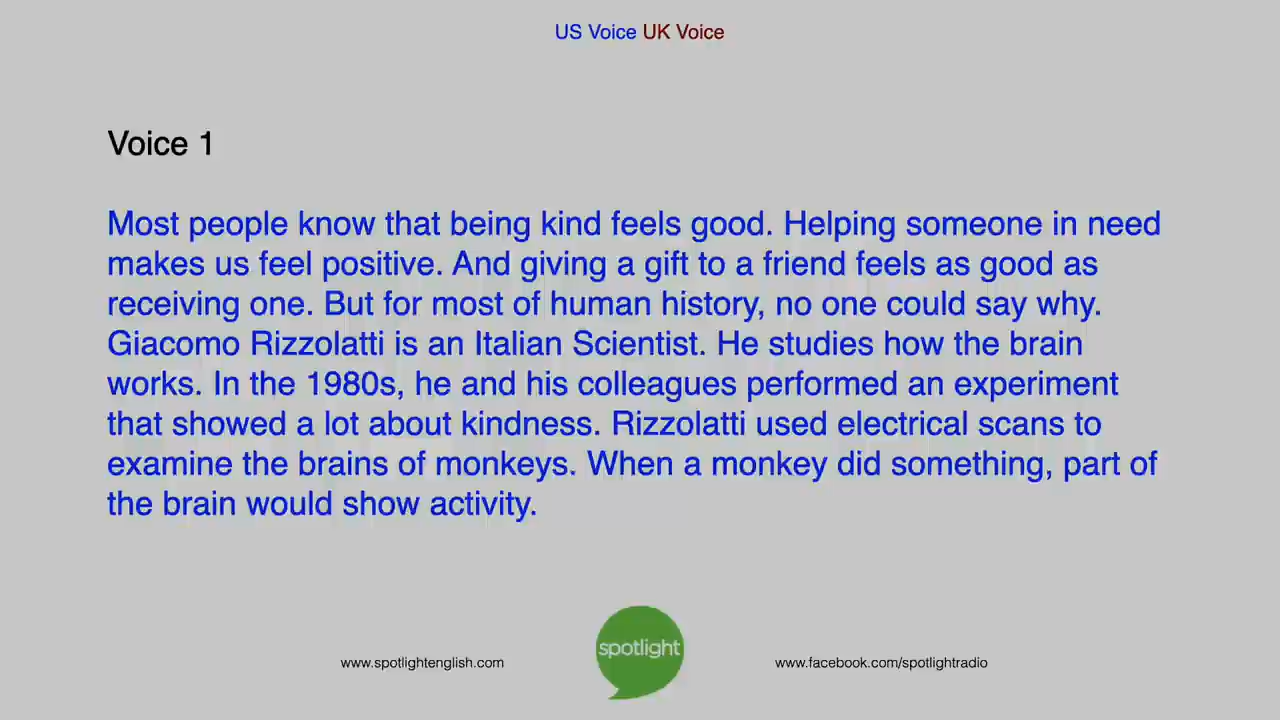 US Voice UK Voice
Voice 1
Most people know that being kind feels good. Helping someone in need
makes us feel positive. And giving a gift to a friend feels as good as
receiving one. But for most of human history, no one could say why.
Giacomo Rizzolatti is an Italian Scientist. He studies how the brain
works. In the 1980s, he and his colleagues performed an experiment
that showed a lot about kindness. Rizzolatti used electrical scans to
examine the brains of monkeys. When a monkey did something, part of
the brain would show activity.
spotlight
www.spotlightenglish.com
www.facebook.com/spotlightradio